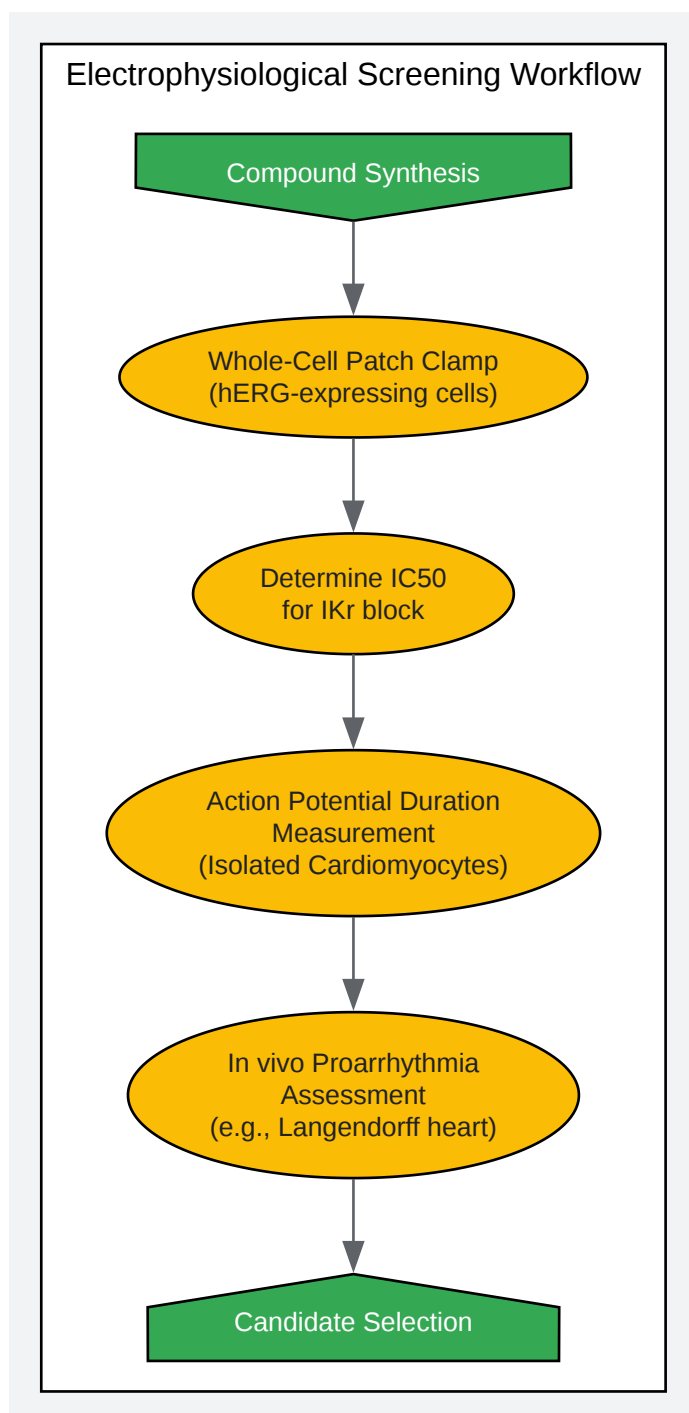 Electrophysiological Screening Workflow
Compound Synthesis
Whole-Cell Patch Clamp
(hERG-expressing cells)
Determine IC50
for IKr block
Action Potential Duration
Measurement
(Isolated Cardiomyocytes)
In vivo Proarrhythmia
Assessment
(e.g., Langendorff heart)
Candidate Selection